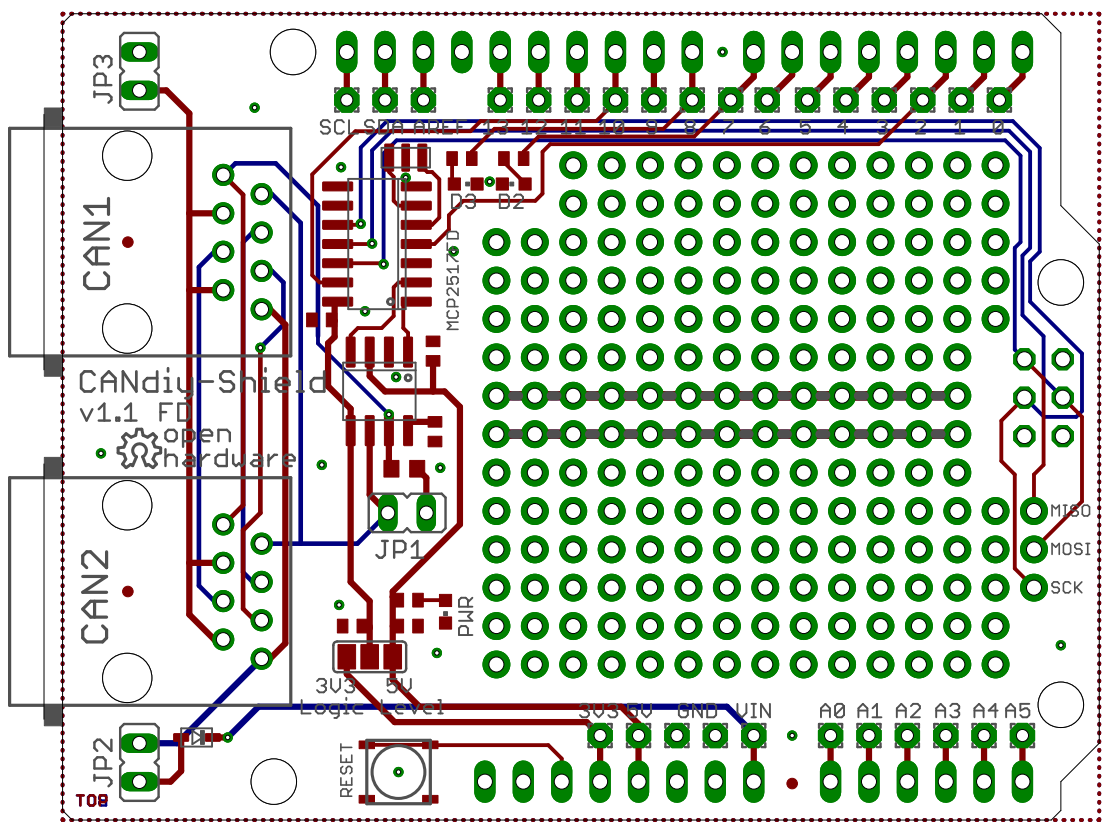 JP3
SCL SDA AREF 13 12 11 10 9 8 7 6 5 4 3 2 1 0
D3 B2
CAN1
MCP2517FD
CANdiy-Shield
v1.1 FD
open
hardware
JP1
MISO
MOSI
SCK
CAN2
PWR
3V3 5V
Logic Level
3V3 5V GND VIN A0 A1 A2 A3 A4 A5
JP2
RESET